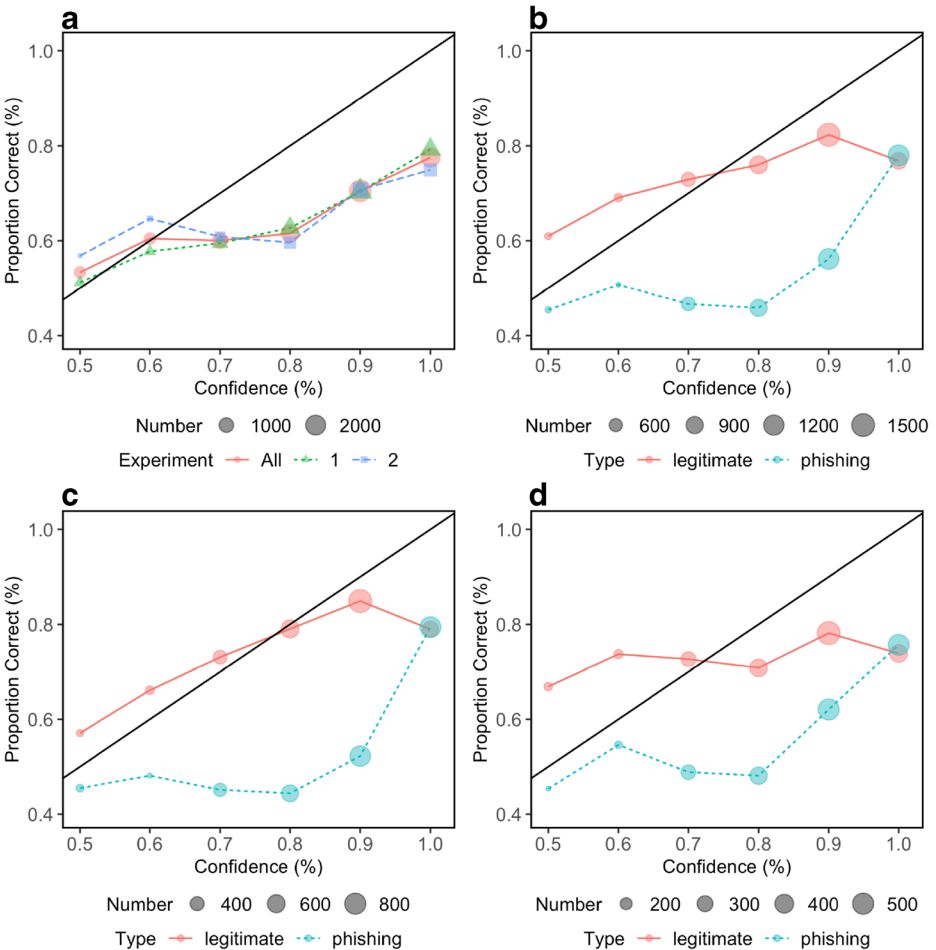 a
1.0
0.8
0.6
0.4
Proportion Correct (%)
0.5 0.6 0.7 0.8 0.9 1.0
Confidence (%)
Number 1000 2000
Experiment All 1 2
b
1.0
0.8
0.6
0.4
Proportion Correct (%)
0.5 0.6 0.7 0.8 0.9 1.0
Confidence (%)
Number 600 900 1200 1500
Type legitimate phishing
c
1.0
0.8
0.6
0.4
Proportion Correct (%)
0.5 0.6 0.7 0.8 0.9 1.0
Confidence (%)
Number 400 600 800
Type legitimate phishing
d
1.0
0.8
0.6
0.4
Proportion Correct (%)
0.5 0.6 0.7 0.8 0.9 1.0
Confidence (%)
Number 200 300 400 500
Type legitimate phishing